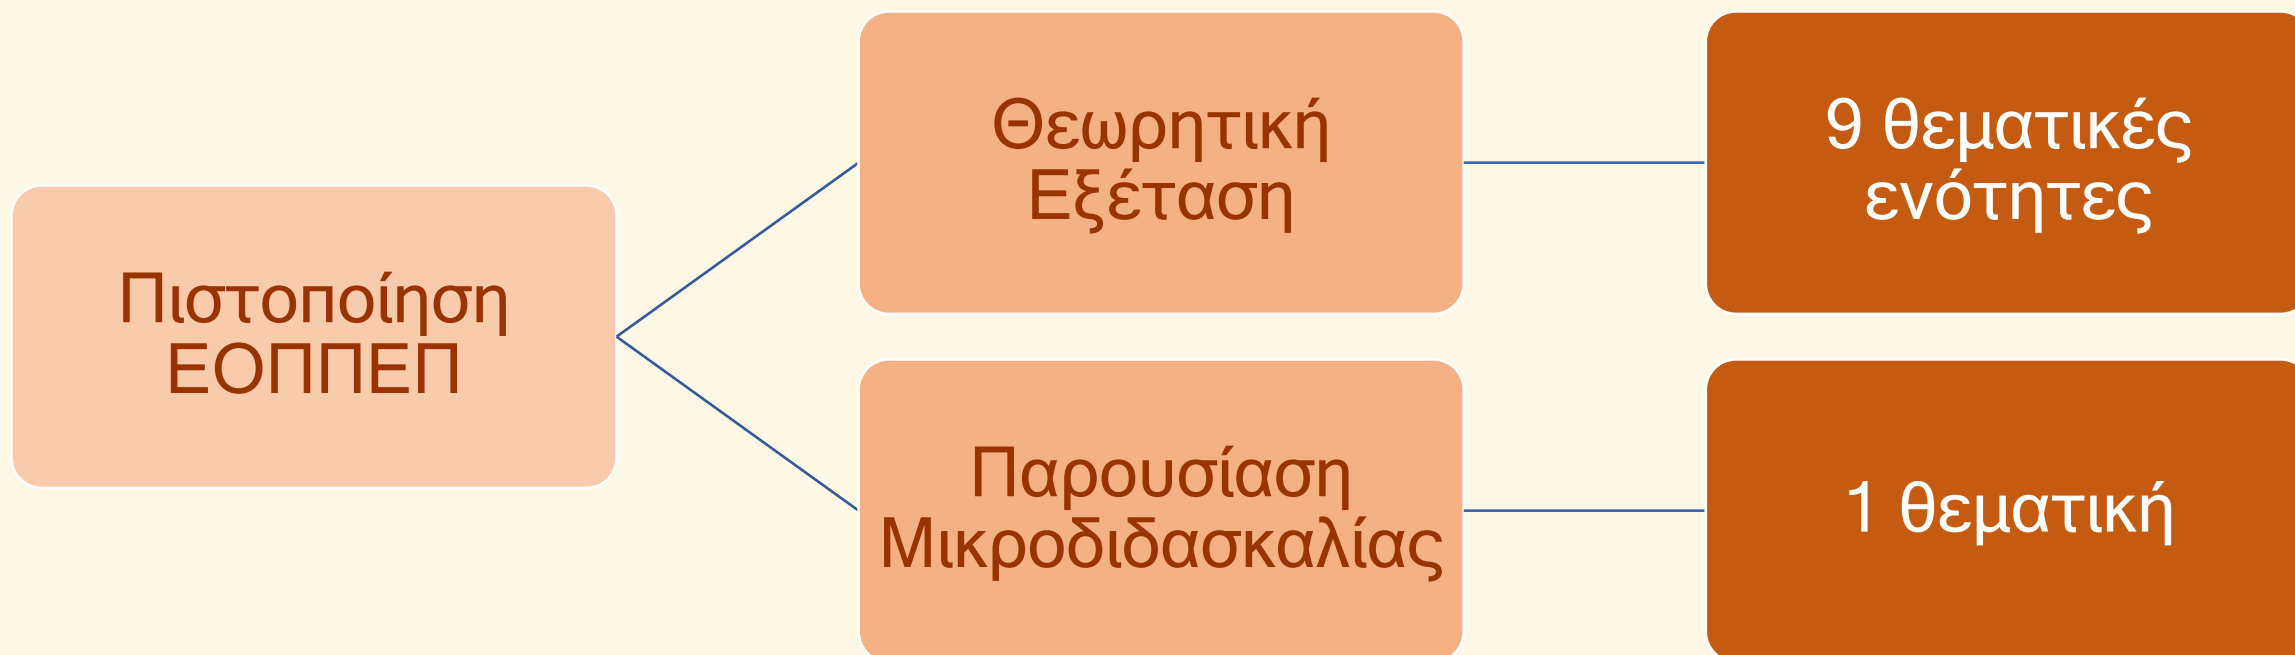 Πιστοποίηση
ΕΟΠΠΕΠ
Θεωρητική
Εξέταση
9 θεματικές
ενότητες
Παρουσίαση
Μικροδιδασκαλίας
1 θεματική